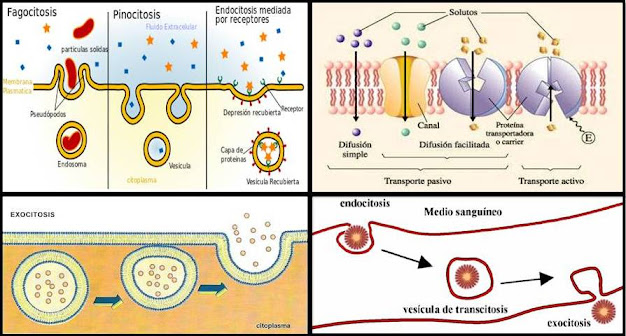 Fagocitosis
partículas solidas
Membrana
Plasmatica
Pseudópodos
Endosoma
Pinocitosis
Fluido Extracelular
Vesícula
citoplasma
Endocitosis mediada
por receptores
Receptor
Depresión recubierta
Capa de
proteínas
Vesícula Recubierta
Solutos
Canal
Proteína
transportadora
o carrier
E
Difusión
simple
Difusión facilitada
Transporte pasivo
Transporte activo
EXOCITOSIS
citoplasma
endocitosis
Medio sanguíneo
vesícula de transcitosis
exocitosis